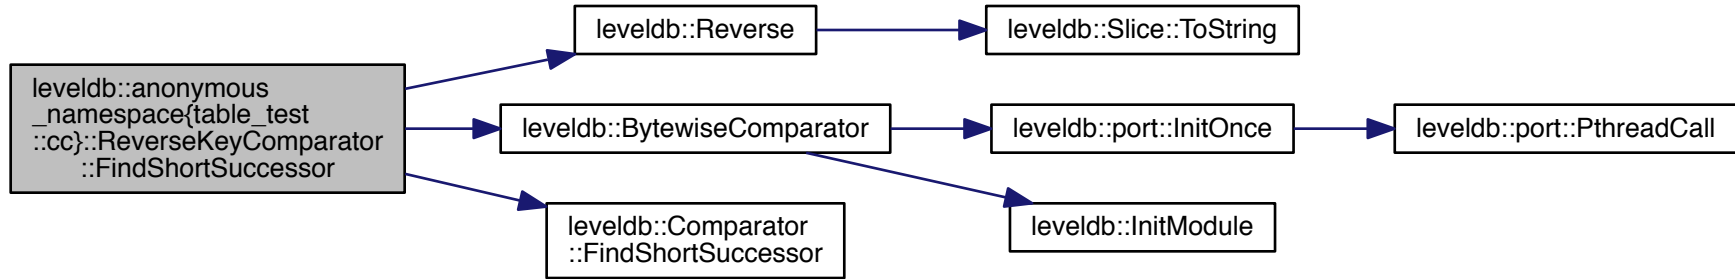 leveldb::anonymous
_namespace{table_test
::cc}::ReverseKeyComparator
::FindShortSuccessor
leveldb::Reverse
leveldb::Slice::ToString
leveldb::BytewiseComparator
leveldb::port::InitOnce
leveldb::port::PthreadCall
leveldb::Comparator
::FindShortSuccessor
leveldb::InitModule